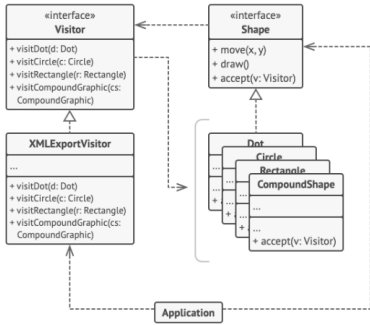 «interface»
Visitor
+ visitDot(d: Dot)
+ visitCircle(c: Circle)
+ visitRectangle(r: Rectangle)
+ visitCompoundGraphic(cs:
CompoundGraphic)
«interface»
Shape
+ move(x, y)
+ draw()
+ accept(v: Visitor)
XMLExportVisitor
...
+ visitDot(d: Dot)
+ visitCircle(c: Circle)
+ visitRectangle(r: Rectangle)
+ visitCompoundGraphic(cs:
CompoundGraphic)
Dot
...
...
+ a
Circle
...
...
+ a
Rectangle
...
...
+ a
CompoundShape
...
...
+ accept(v: Visitor)
Application